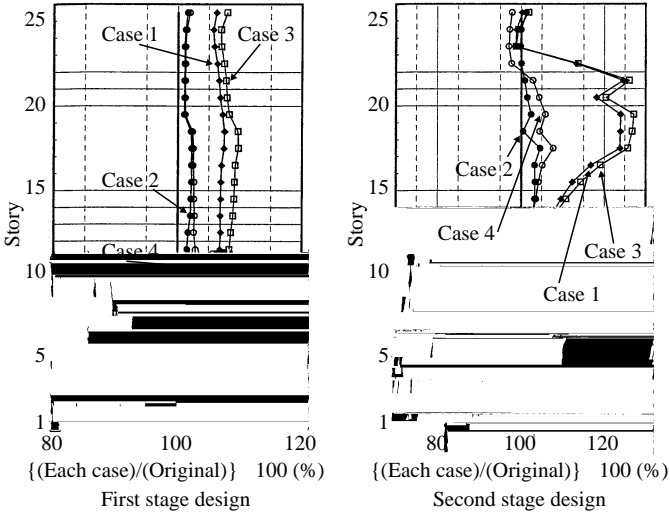 25
Case 1
Case 3
20
15
Case 2
Story
Case 4
10
5
1
80
100
120
{(Each case)/(Original)} 100 (%)
First stage design
25
20
Case 2
15
Story
Case 4
Case 3
10
Case 1
5
1
80
100
120
{(Each case)/(Original)} 100 (%)
Second stage design